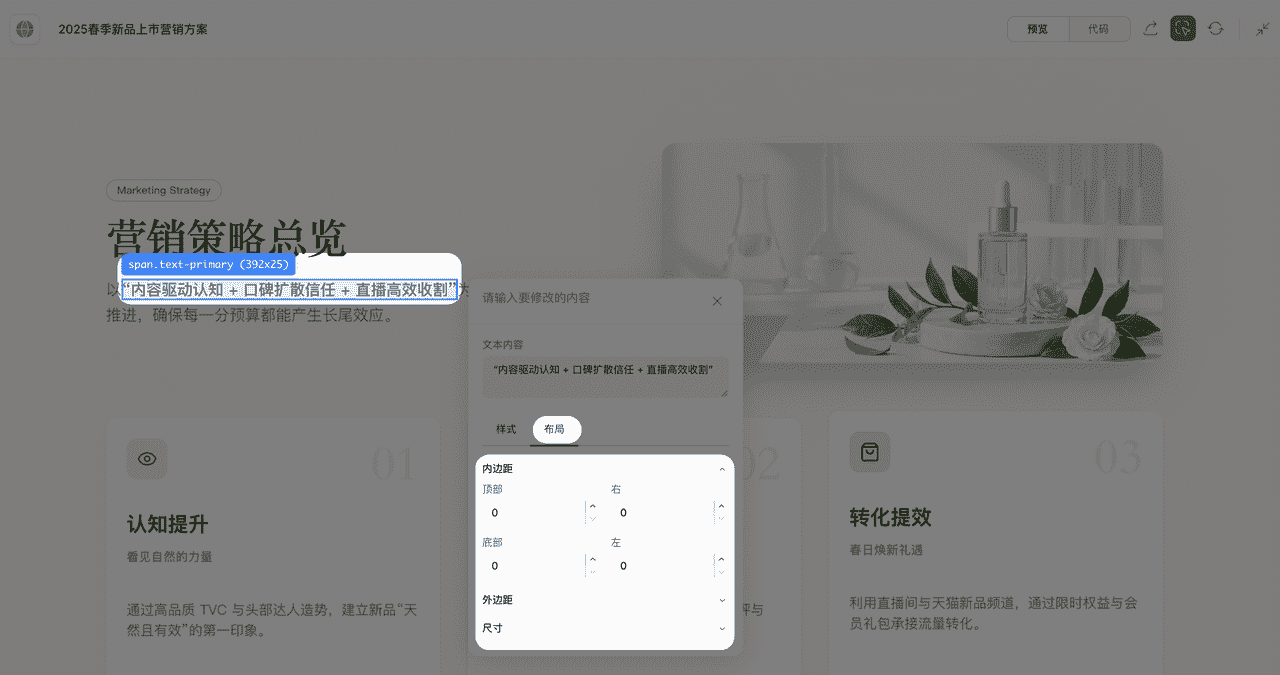 2025春季新品上市营销方案
预览
代码
Marketing Strategy
营销策略总览
span.text-primary (392x25)
以“内容驱动认知 + 口碑扩散信任 + 直播高效收割”为
推进，确保每一分预算都能产生长尾效应。
请输入要修改的内容
文本内容
“内容驱动认知 + 口碑扩散信任 + 直播高效收割”
样式
布局
内边距
顶部
右
0
0
底部
左
0
0
外边距
尺寸
01
认知提升
看见自然的力量
通过高品质 TVC 与头部达人造势，建立新品“天
然且有效”的第一印象。
02
评与
03
转化提效
春日焕新礼遇
利用直播间与天猫新品频道，通过限时权益与会
员礼包承接流量转化。